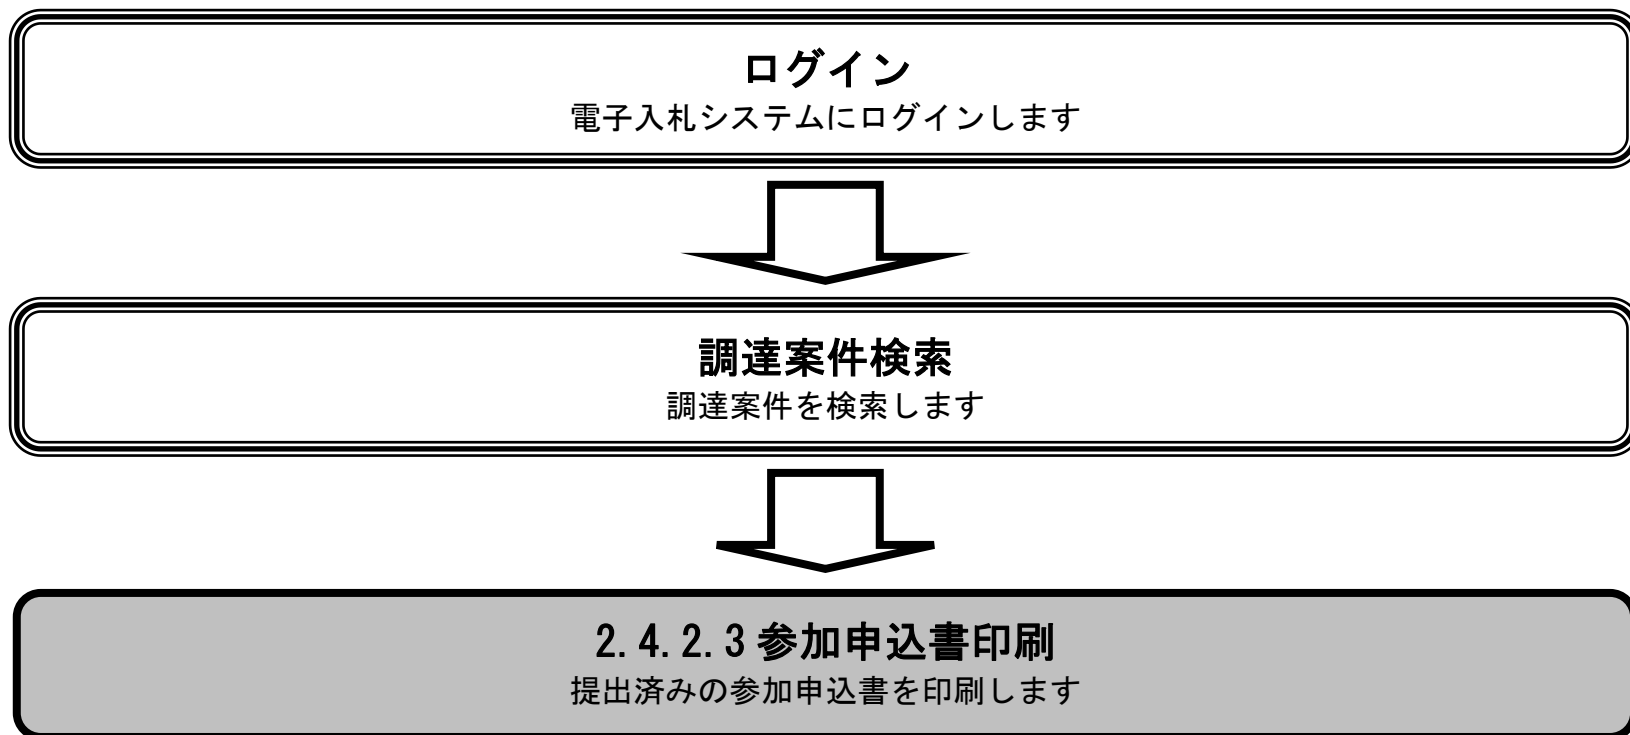 ログイン
電子入札システムにログインします
調達案件検索
調達案件を検索します
2.4.2.3 参加申込書印刷
提出済みの参加申込書を印刷します